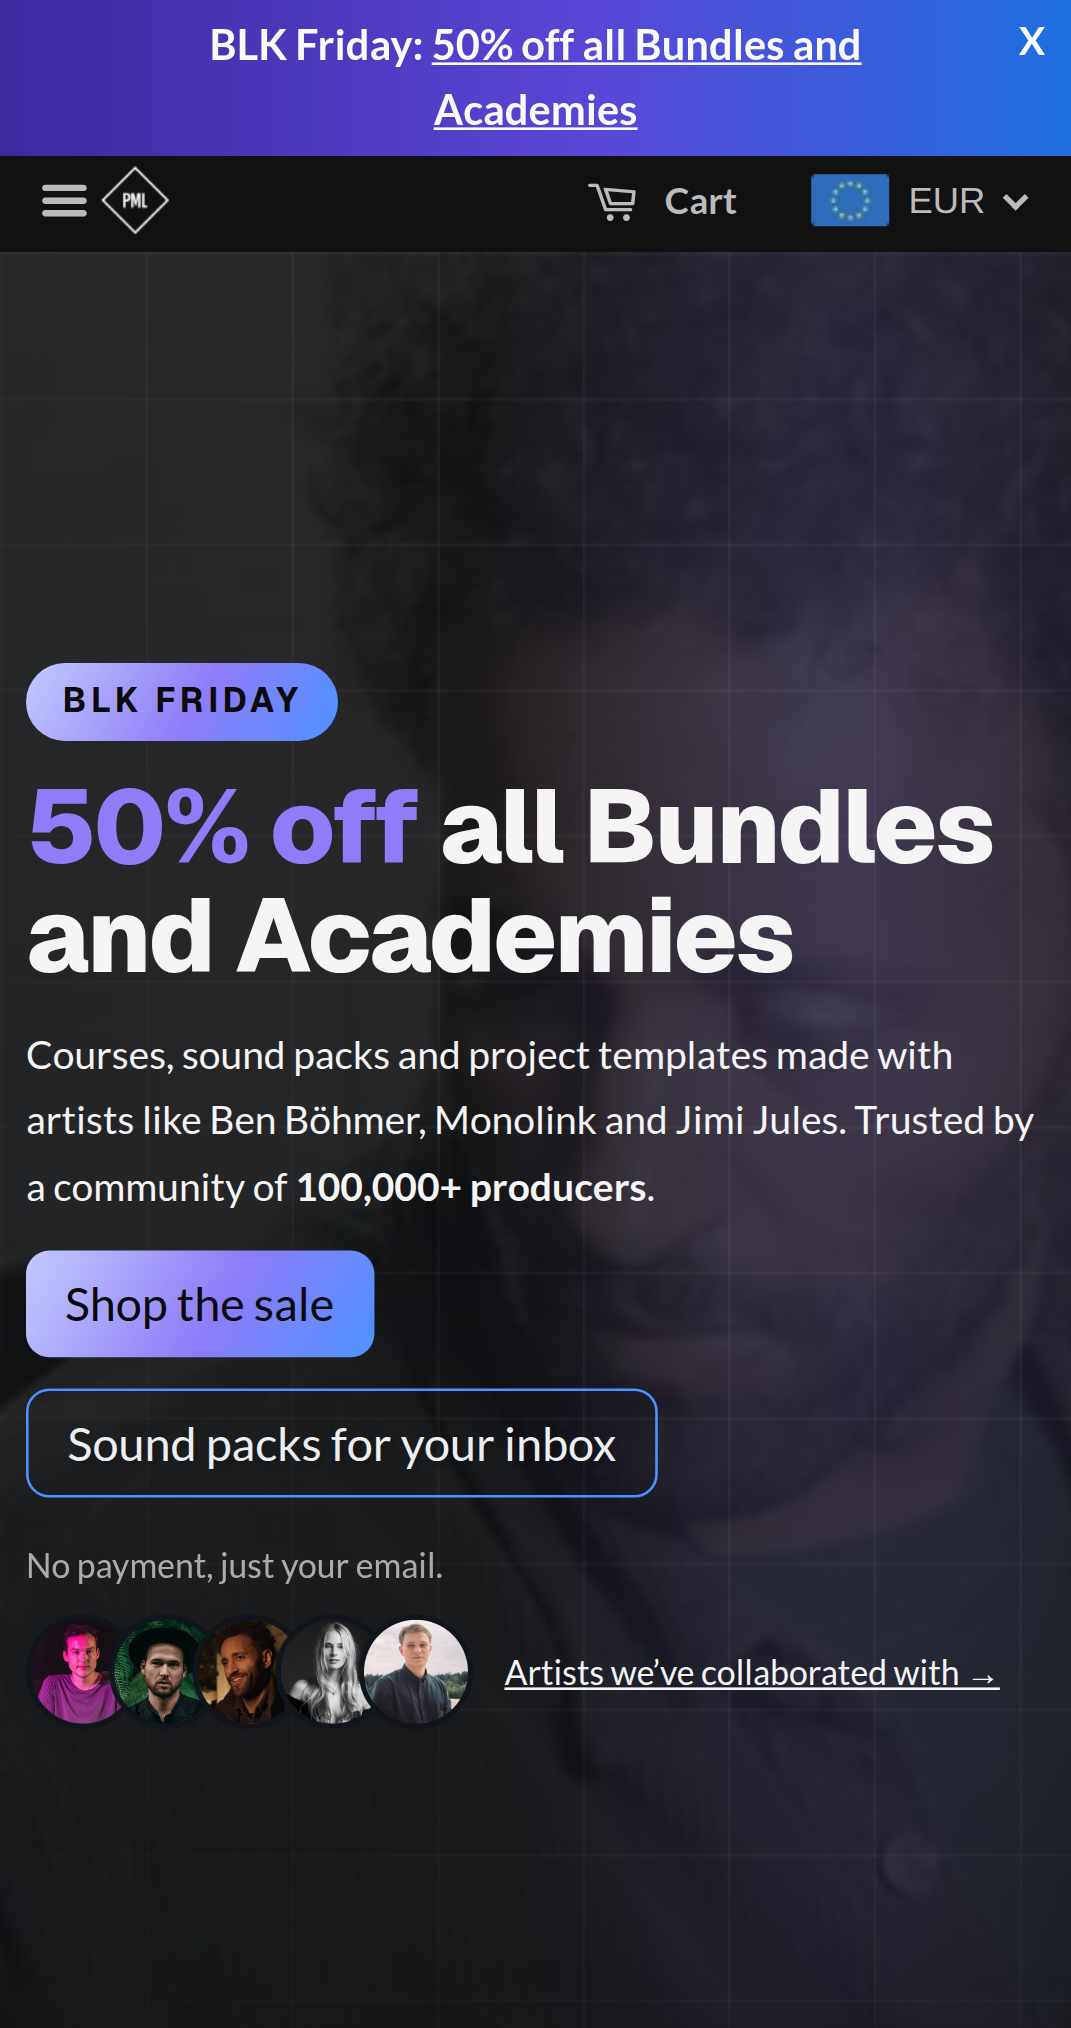 BLK Friday: 50% off all Bundles and
Academies
X
PML
Cart
EUR
BLK FRIDAY
50% off all Bundles
and Academies
Courses, sound packs and project templates made with
artists like Ben Böhmer, Monolink and Jimi Jules. Trusted by
a community of 100,000+ producers.
Shop the sale
Sound packs for your inbox
No payment, just your email.
Artists we’ve collaborated with →